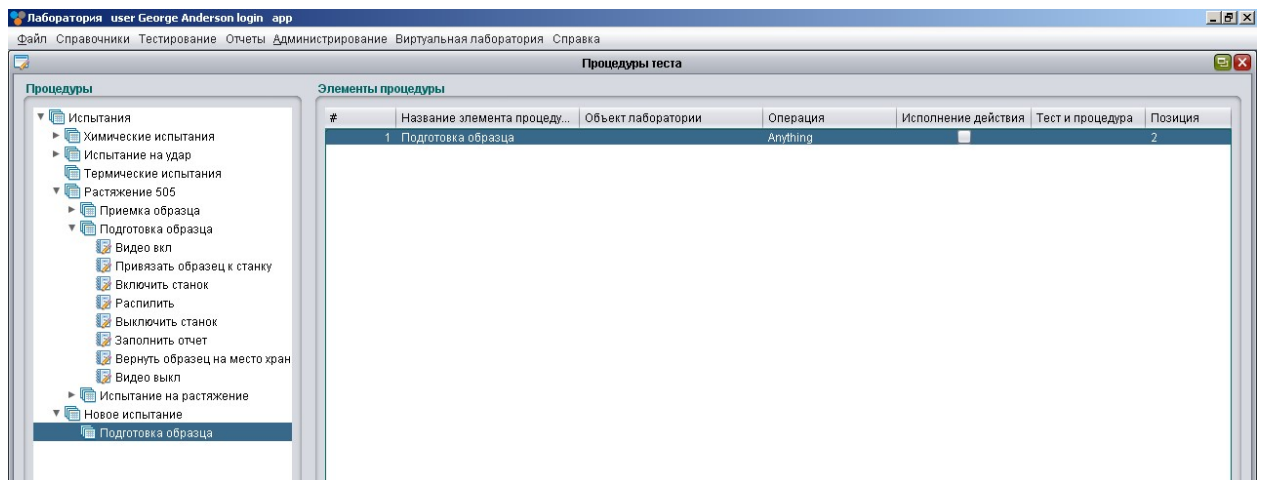 Лаборатория user George Anderson login app
Файл Справочники Тестирование Отчеты Администрирование Виртуальная лаборатория Справка
Процедуры теста
Процедуры
Испытания
Химические испытания
Испытание на удар
Термические испытания
Растяжение 505
Приемка образца
Подготовка образца
Видео вкл
Привязать образец к станку
Включить станок
Распилить
Выключить станок
Заполнить отчет
Вернуть образец на место хран
Видео выкл
Испытание на растяжение
Новое испытание
Подготовка образца
Элементы процедуры
# Название элемента процеду... Объект лаборатории Операция Исполнение действия Тест и процедура Позиция
1 Подготовка образца Anything 2